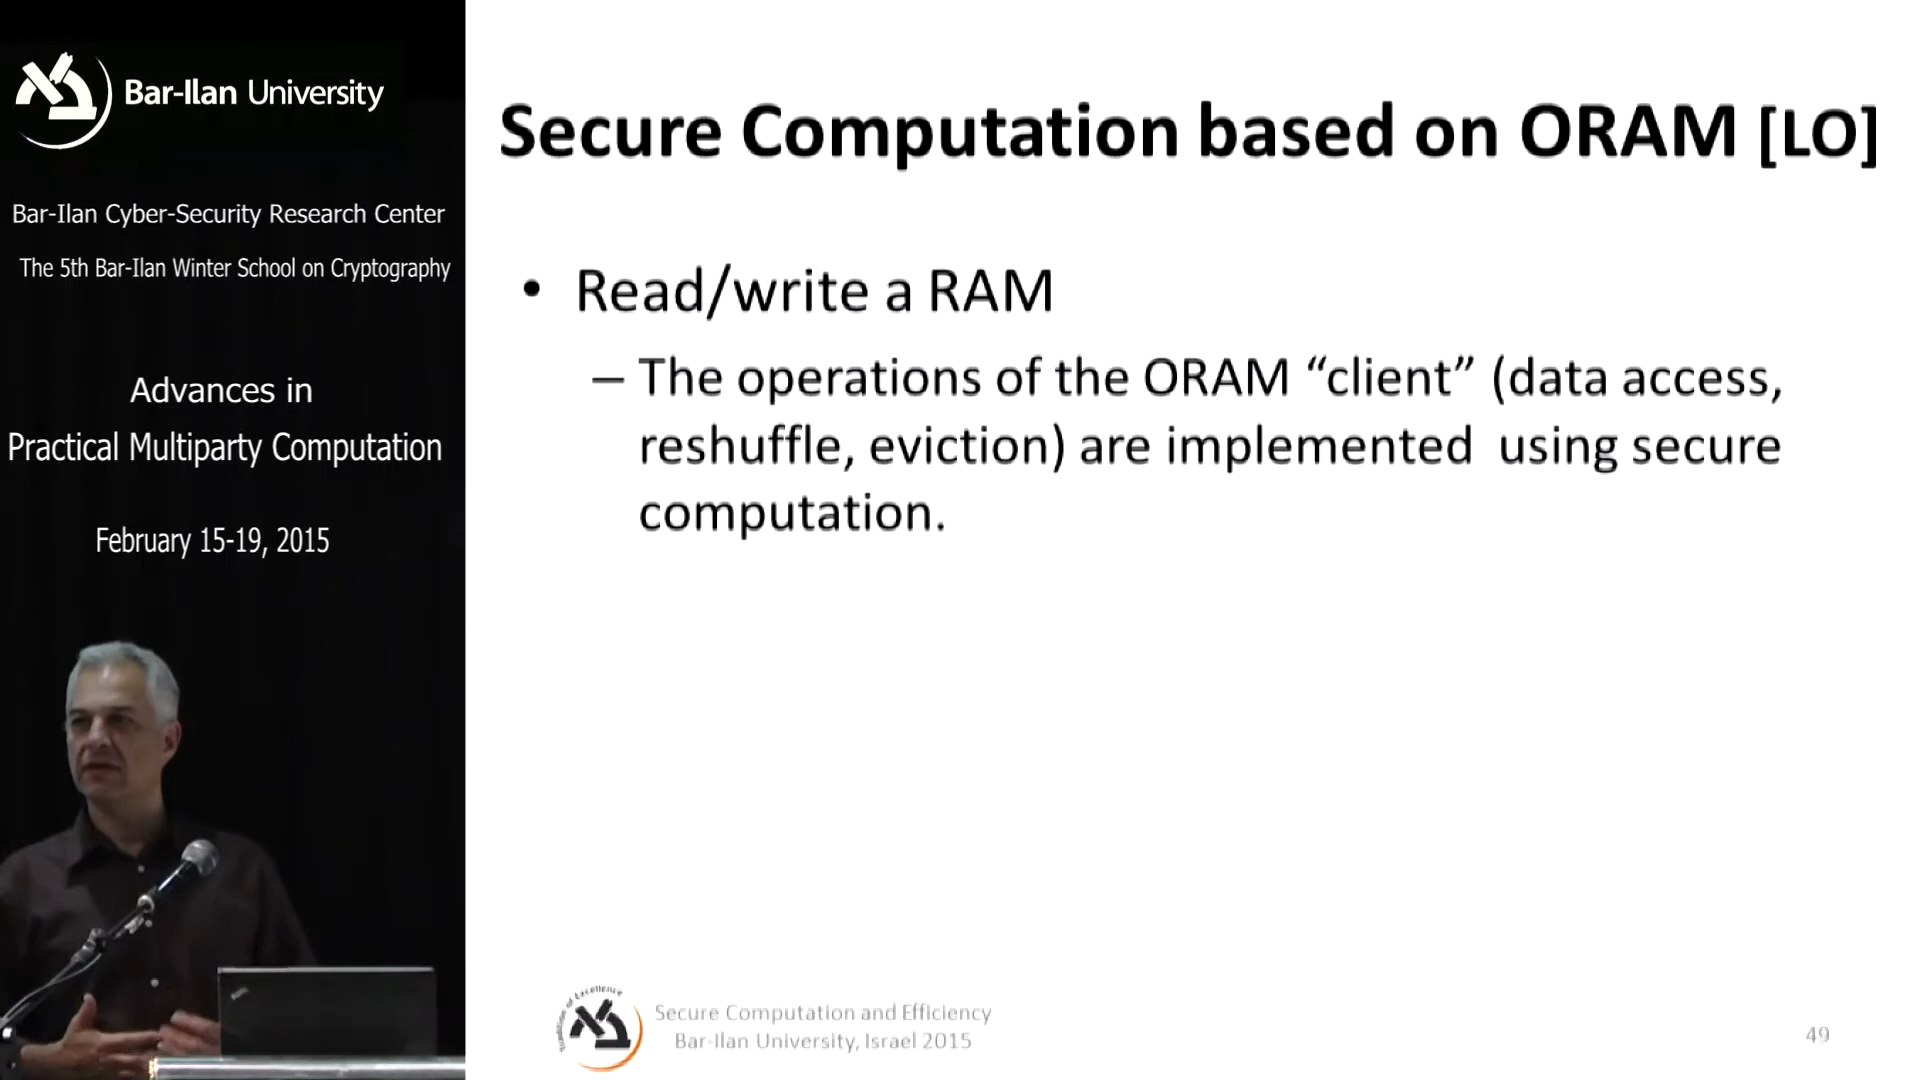 Bar-Ilan University
Bar-Ilan Cyber-Security Research Center
The 5th Bar-Ilan Winter School on Cryptography
Advances in
Practical Multiparty Computation
February 15-19, 2015
Secure Computation based on ORAM [LO]
• Read/write a RAM
– The operations of the ORAM “client” (data access,
reshuffle, eviction) are implemented using secure
computation.
Secure Computation and Efficiency
Bar-Ilan University, Israel 2015
49